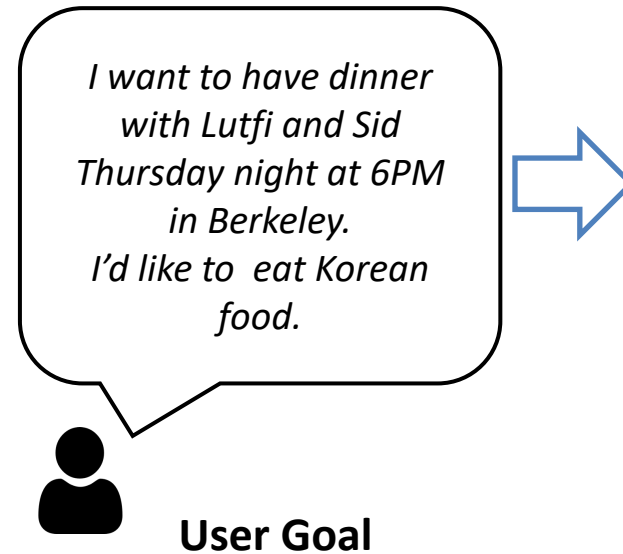 I want to have dinner
with Lutfi and Sid
Thursday night at 6PM
in Berkeley.
I'd like to  eat Korean
food.
User Goal